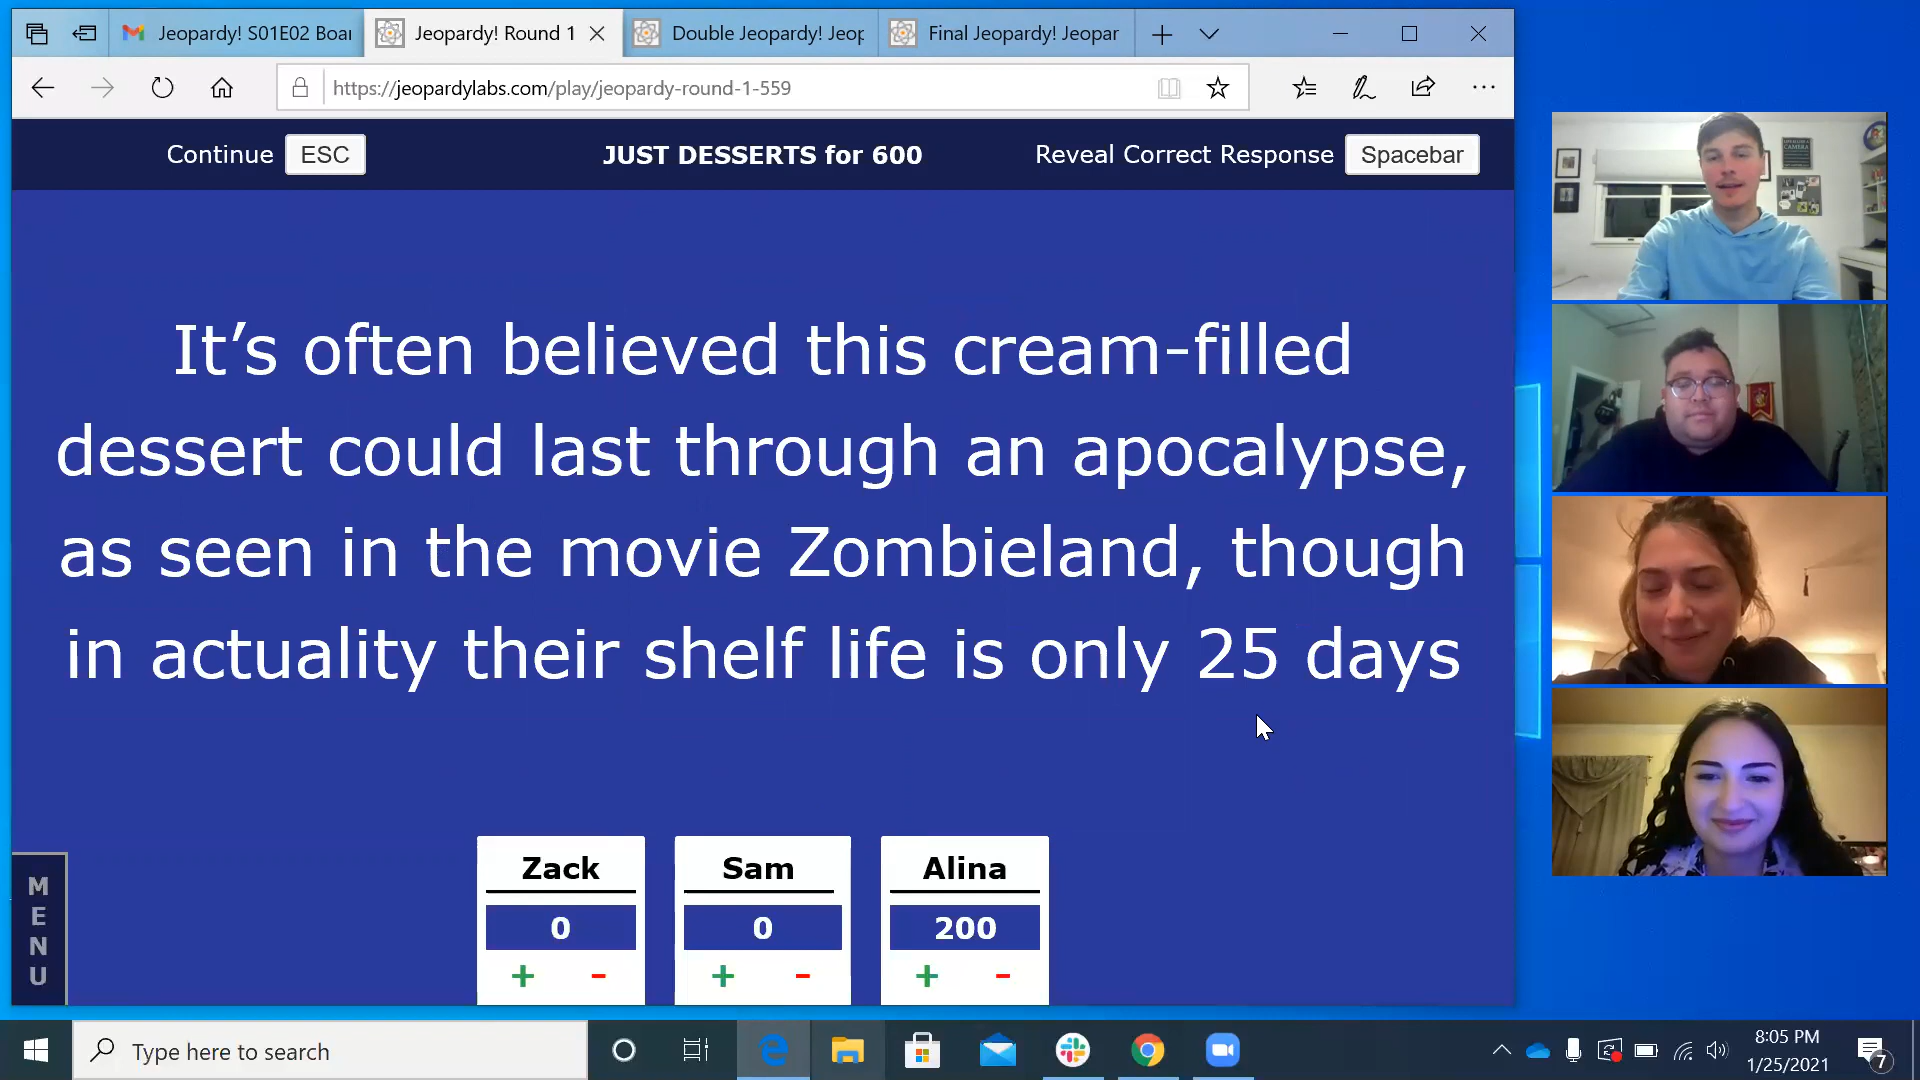 Jeopardy! S01E02 Boar
Jeopardy! Round 1
Double Jeopardy! Jeop
Final Jeopardy! Jeopar
https://jeopardylabs.com/play/jeopardy-round-1-559
Continue ESC
JUST DESSERTS for 600
Reveal Correct Response Spacebar
It’s often believed this cream-filled
dessert could last through an apocalypse,
as seen in the movie Zombieland, though
in actuality their shelf life is only 25 days
MENU
Zack Sam Alina
0 0 200
+ - + - + -
Type here to search
8:05 PM
1/25/2021
7